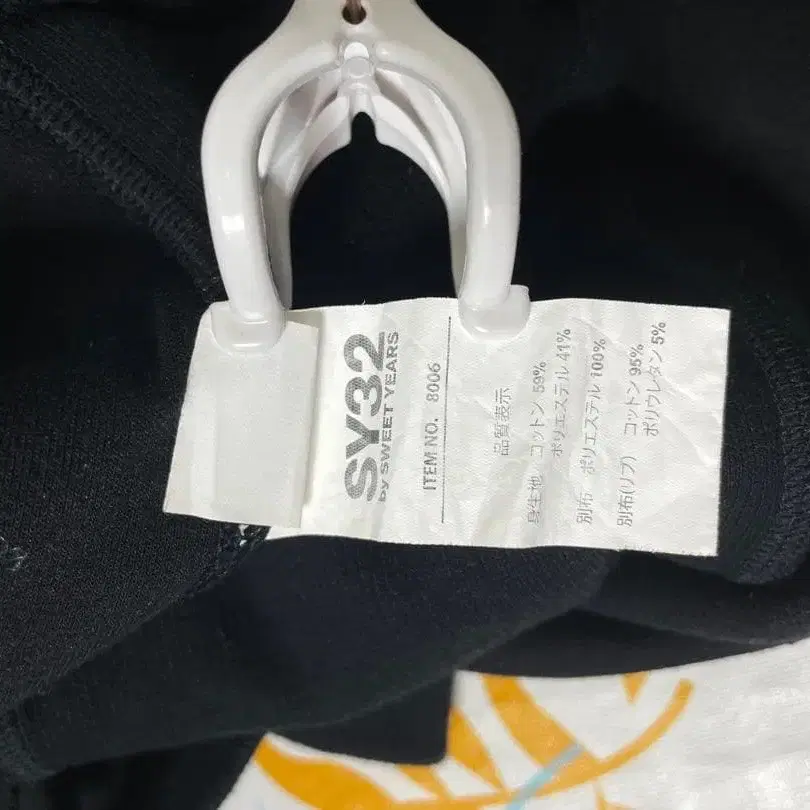 SY32
by SWEET YEARS
ITEM NO. 8006
品質表示
身生地 コットン 59%
ポリエステル 41%
別布 ポリエステル 100%
別布(リブ) コットン 95%
ポリウレタン 5%